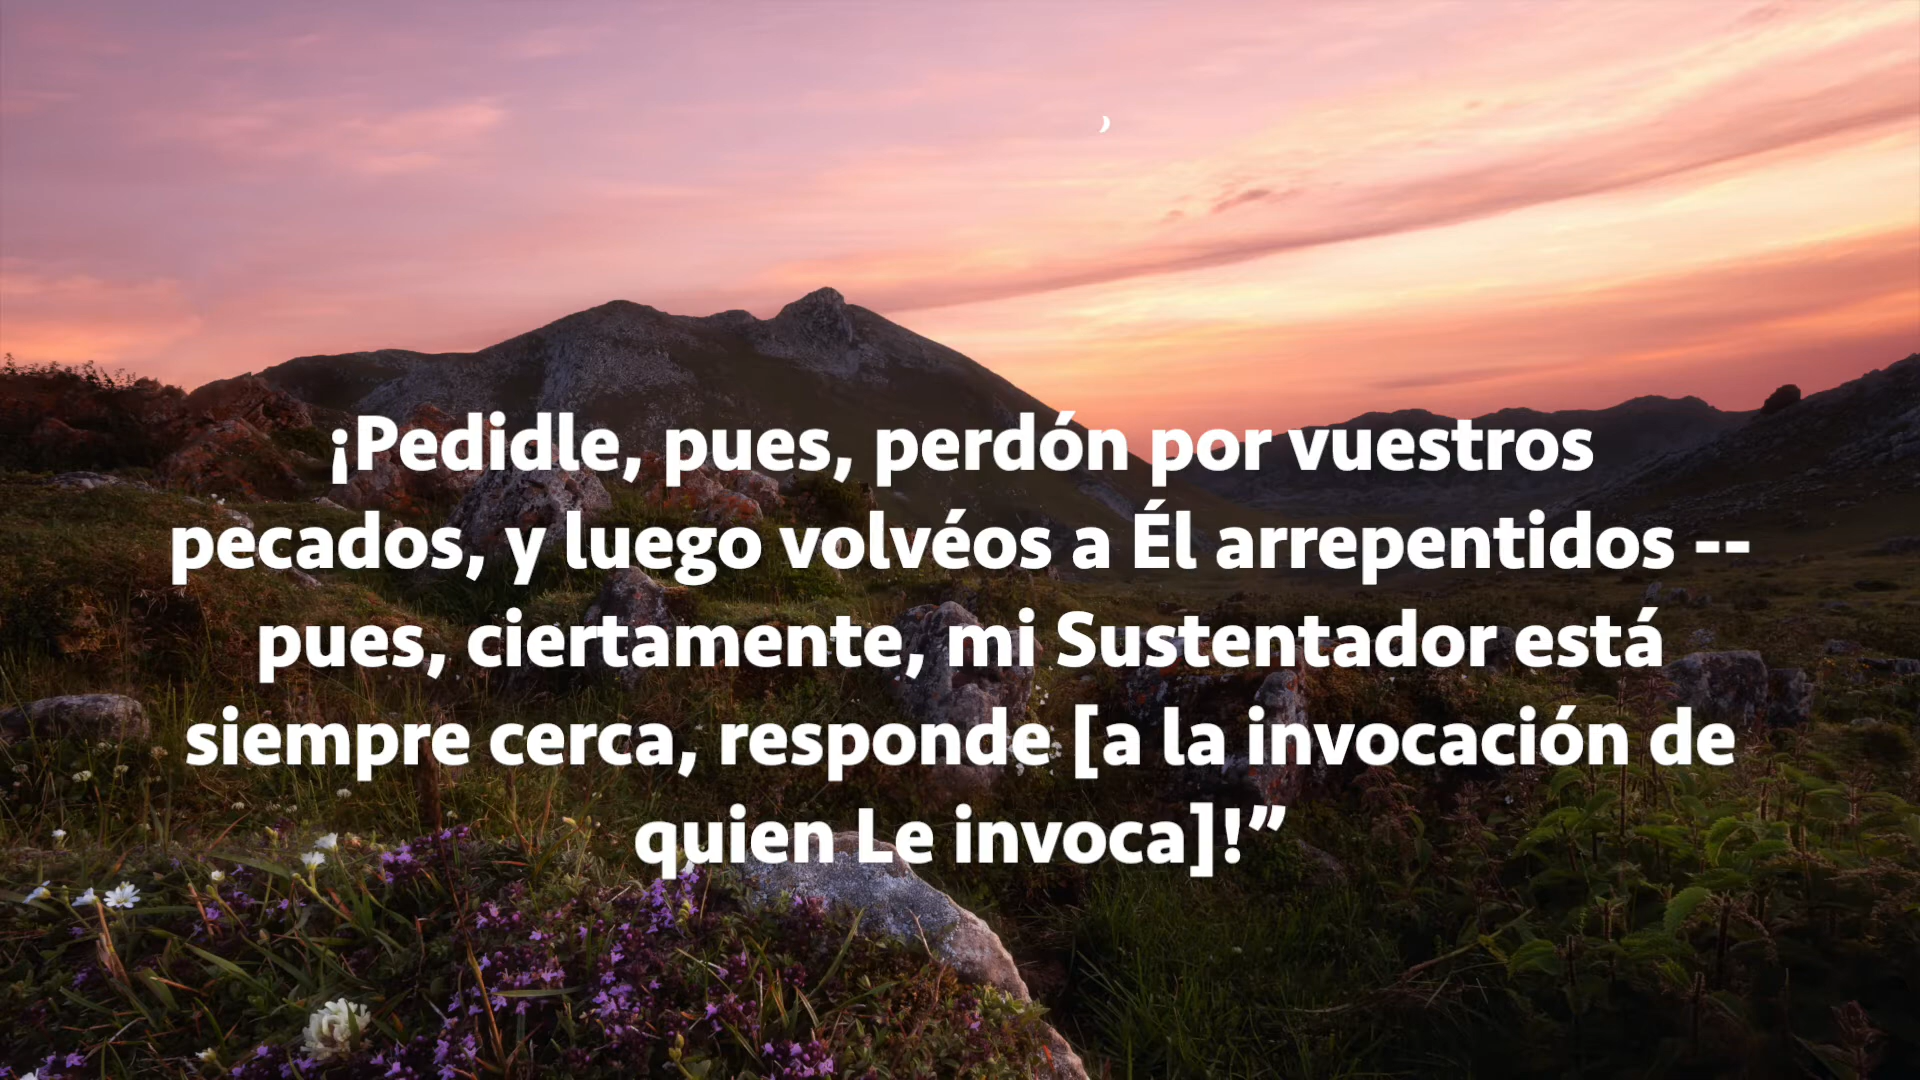 ¡Pedidle, pues, perdón por vuestros
pecados, y luego volvéos a Él arrepentidos --
pues, ciertamente, mi Sustentador está
siempre cerca, responde [a la invocación de
quien Le invoca]!”